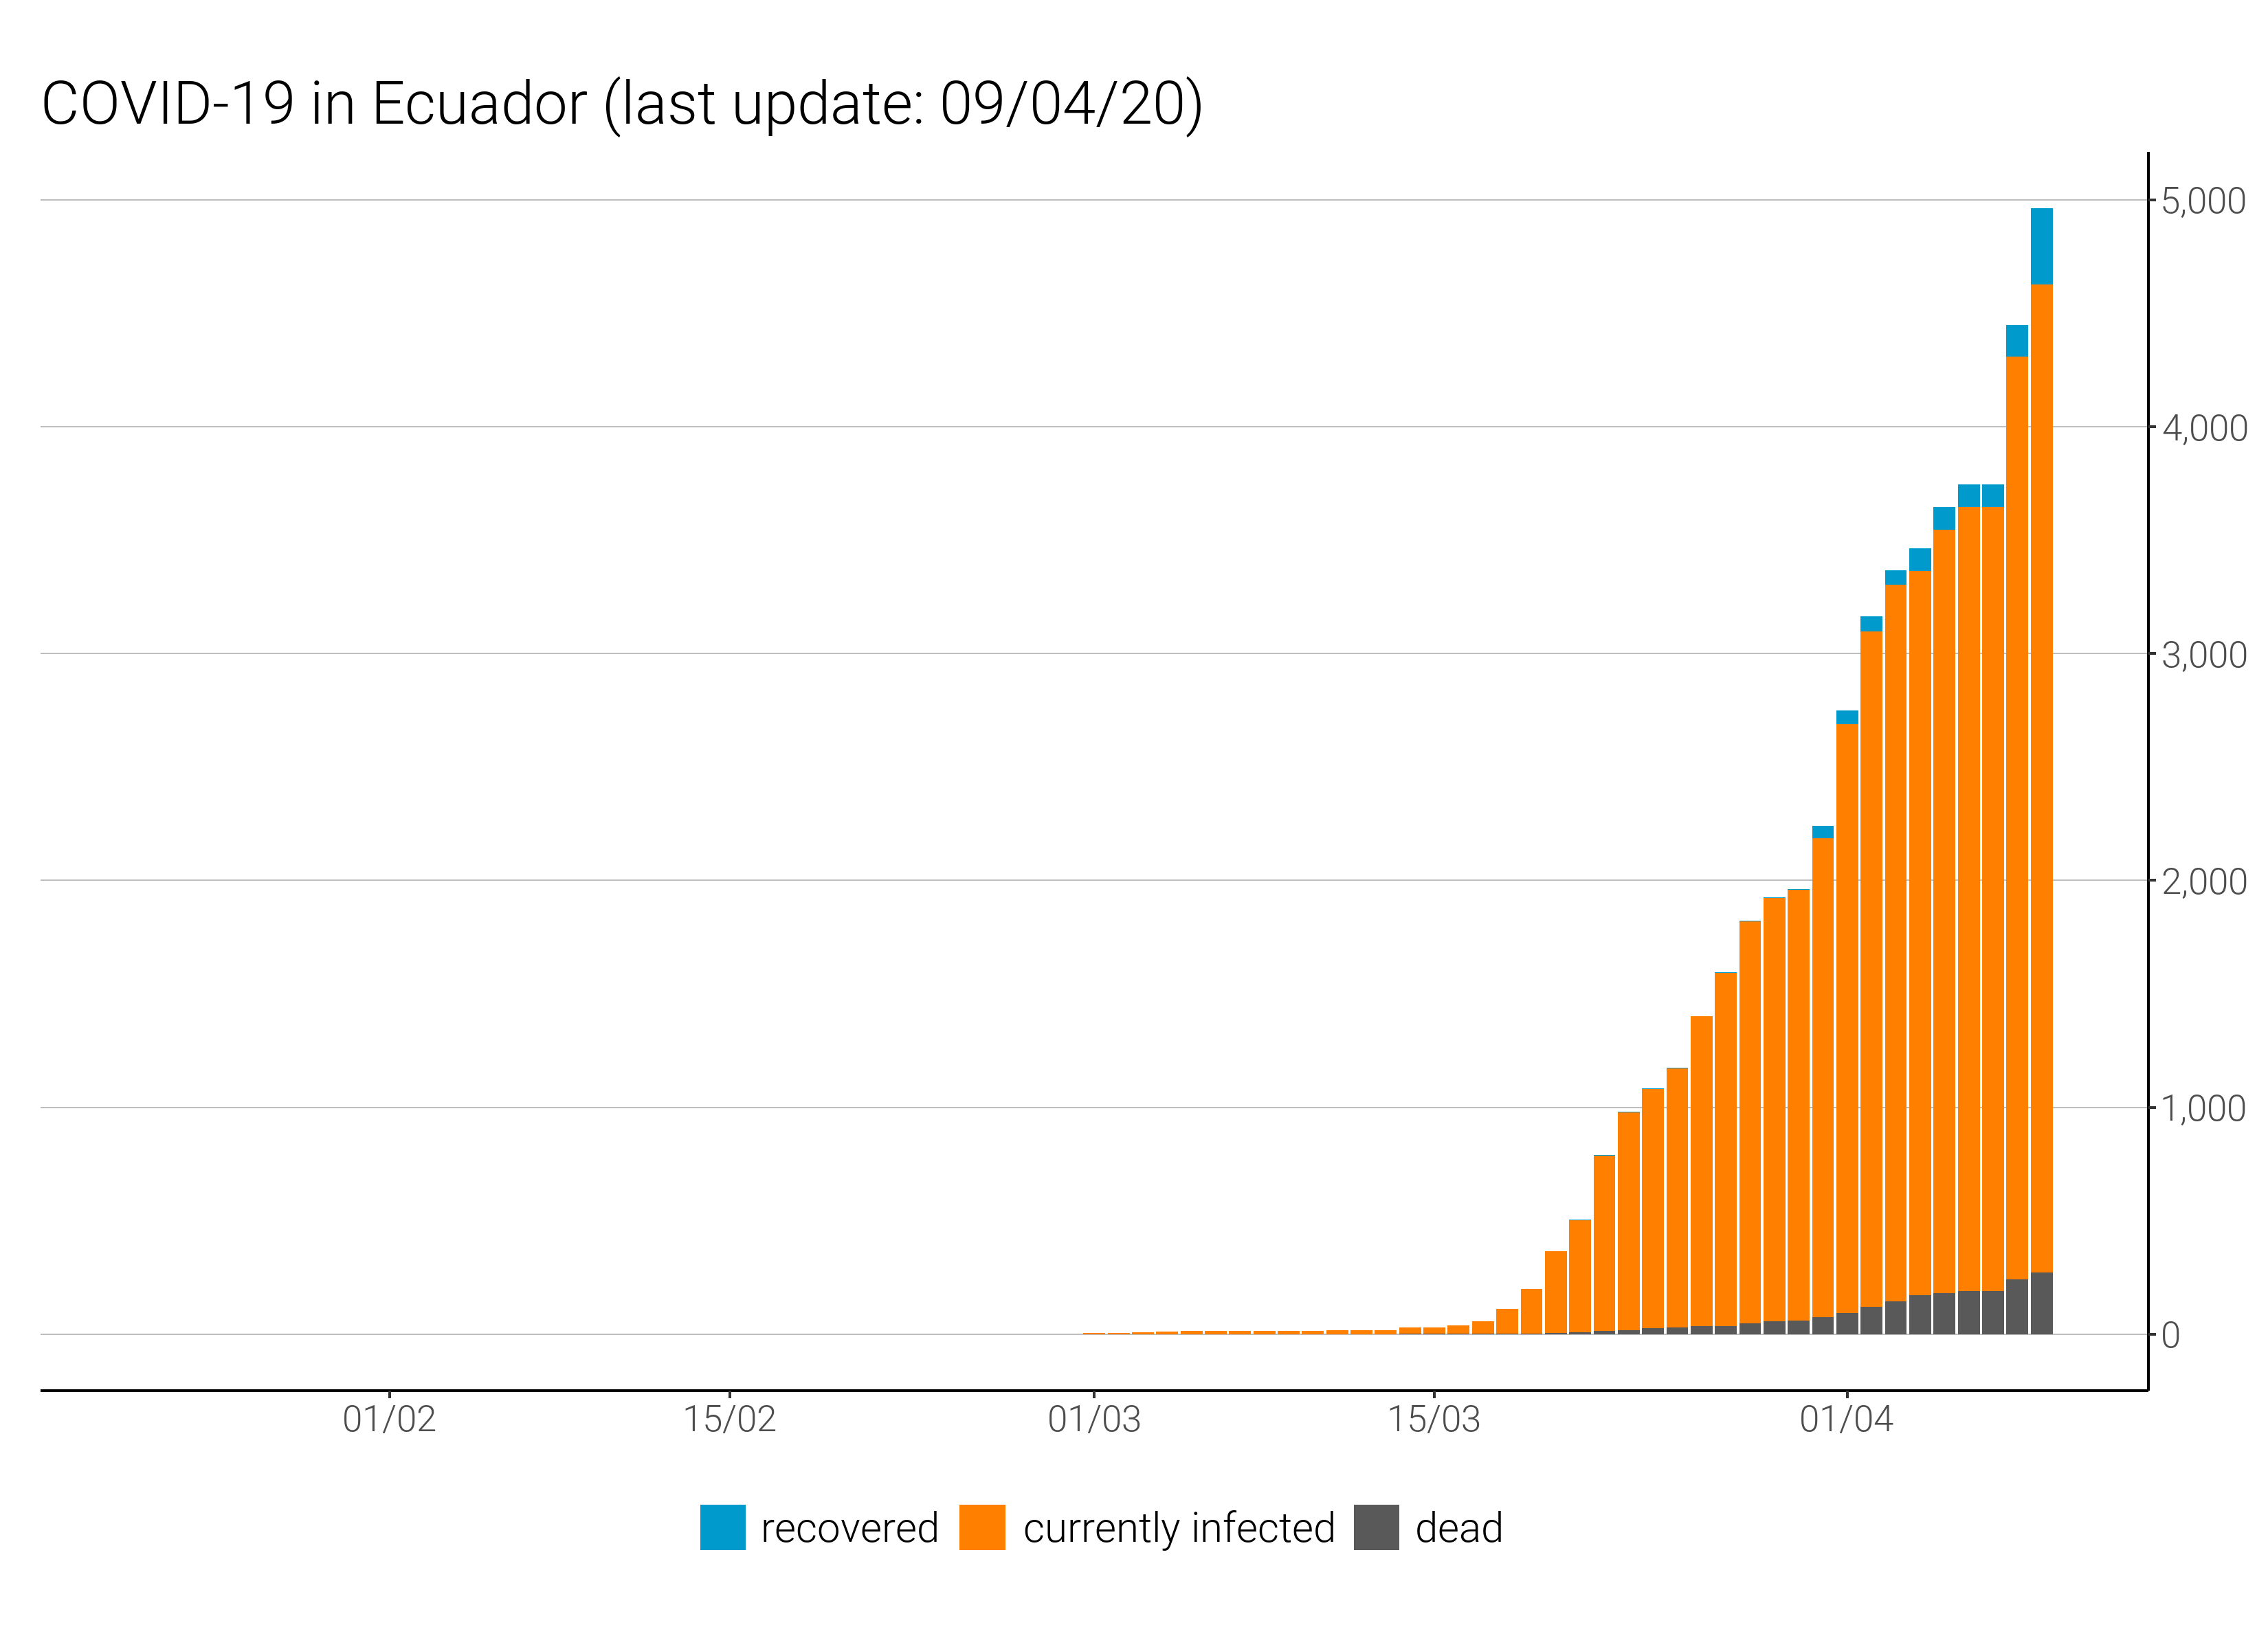 COVID-19 in Ecuador (last update: 09/04/20)
5,000
4,000
3,000
2,000
1,000
0
01/02 15/02 01/03 15/03 01/04
recovered currently infected dead